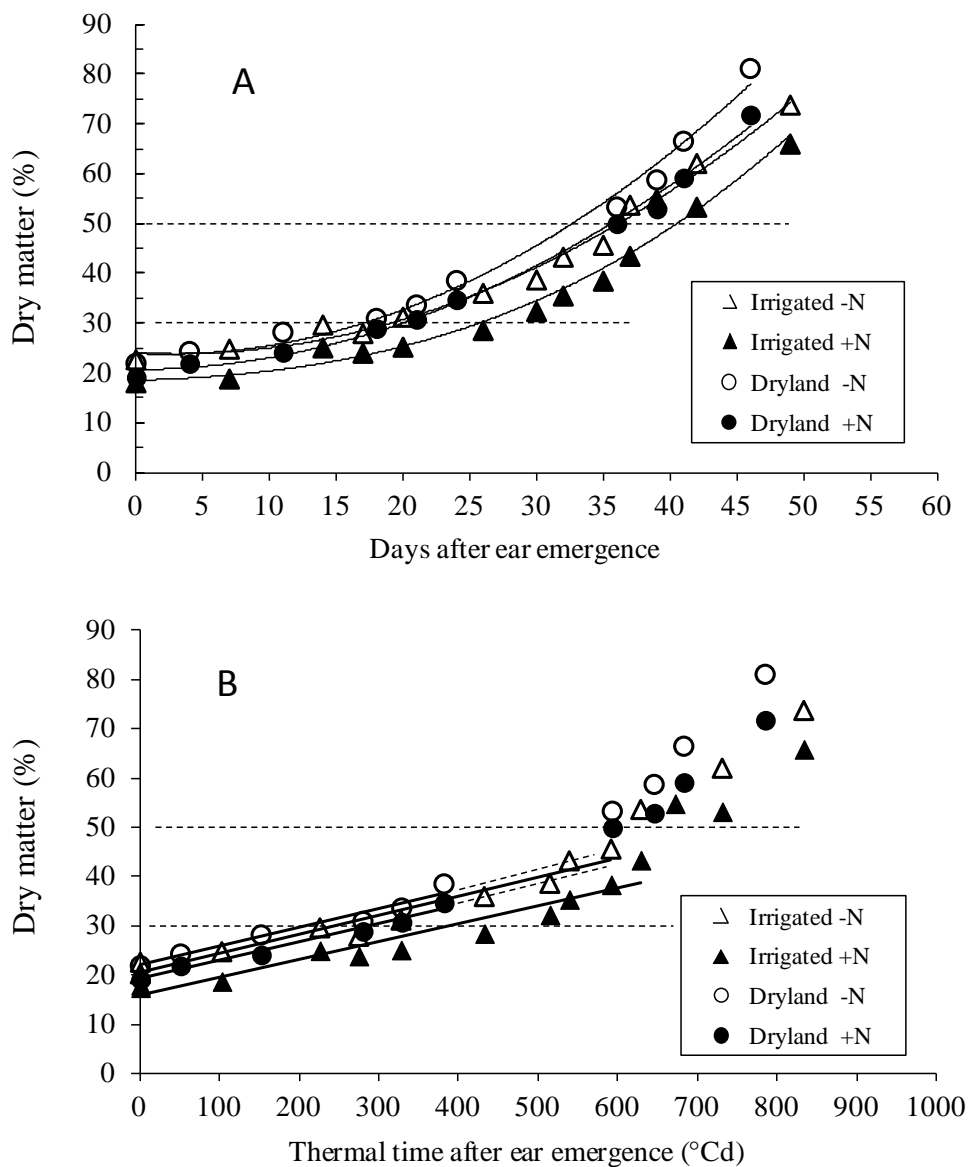 90
80
70
60
50
40
30
20
10
0
Dry matter (%)
A
Irrigated -N
Irrigated +N
Dryland -N
Dryland +N
0 5 10 15 20 25 30 35 40 45 50 55 60
Days after ear emergence
90
80
70
60
50
40
30
20
10
0
Dry matter (%)
B
Irrigated -N
Irrigated +N
Dryland -N
Dryland +N
0 100 200 300 400 500 600 700 800 900 1000
Thermal time after ear emergence (°Cd)